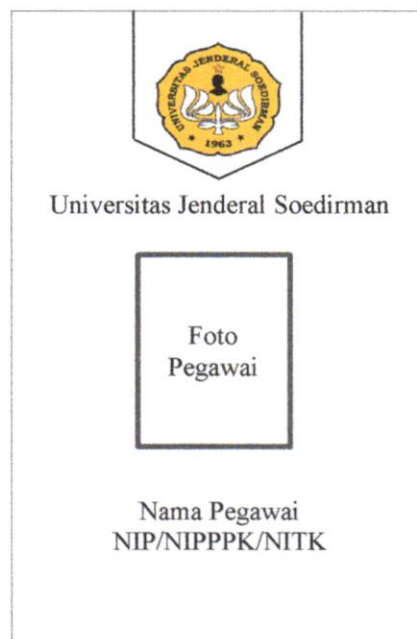 UNIVERSITAS JENDERAL SOEDIRMAN
1963
Universitas Jenderal Soedirman
Foto
Pegawai
Nama Pegawai
NIP/NIPPPK/NITK